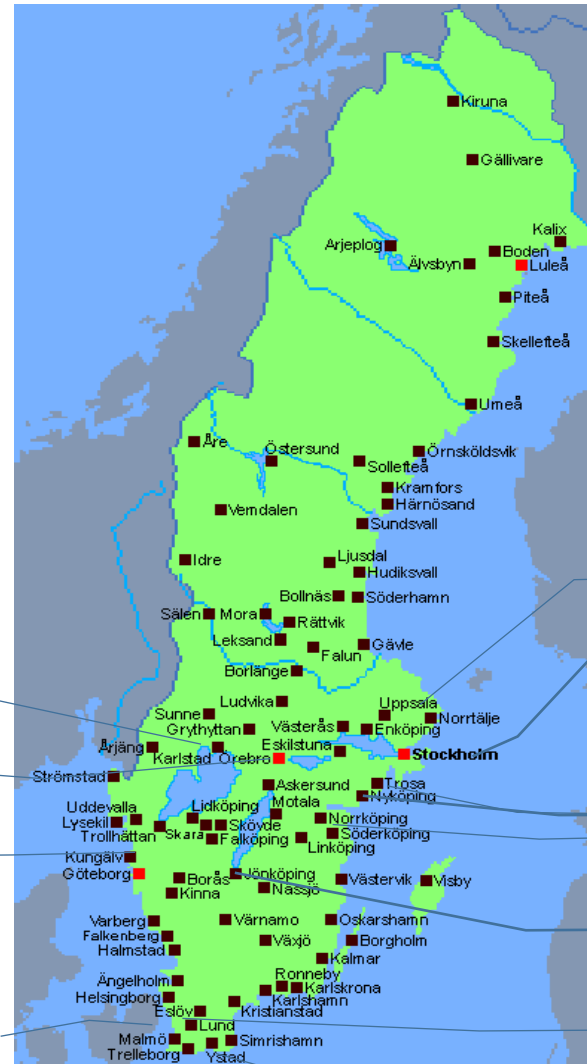 Kiruna
Gällivare
Kalix
Arjeplog
Boden
Älvsbyn
Luleå
Piteå
Skellefteå
Umeå
Åre
Östersund
Örnsköldsvik
Solleftеå
Kramfors
Härnösand
Vemdalen
Sundsvall
Idre
Ljusdal
Hudiksvall
Bollnäs
Söderhamn
Sälen
Mora
Rättvik
Leksand
Falun
Gävle
Borlänge
Ludvika
Uppsala
Sunne
Norrtälje
Grythyttan
Västerås
Enköping
Årjäng
Karlstad
Örebro
Eskilstuna
Stockholm
Strömstad
Askersund
Trosa
Nyköping
Uddevalla
Lidköping
Motala
Lysekil
Norrköping
Trollhättan
Skara
Skövde
Söderköping
Falköping
Linköping
Kungälv
Göteborg
Borås
Jönköping
Västervik
Visby
Kinna
Nässjö
Varberg
Värnamo
Oskarshamn
Falkenberg
Växjö
Borgholm
Halmstad
Kalmar
Ängelholm
Ronneby
Karlskrona
Helsingborg
Karlshamn
Eslöv
Kristianstad
Lund
Malmö
Simrishamn
Trelleborg
Ystad